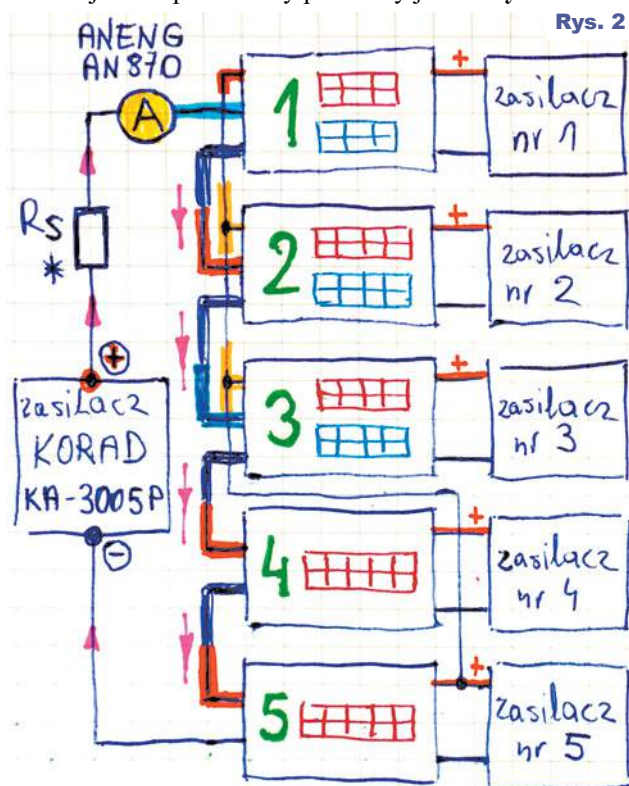 Rys. 2
ANENG
AN870
A
Rs
*
+
zasilacz
KORAD
KA-3005P
−
1
+
zasilacz
nr 1
2
+
zasilacz
nr 2
3
+
zasilacz
nr 3
4
+
zasilacz
nr 4
5
+
zasilacz
nr 5